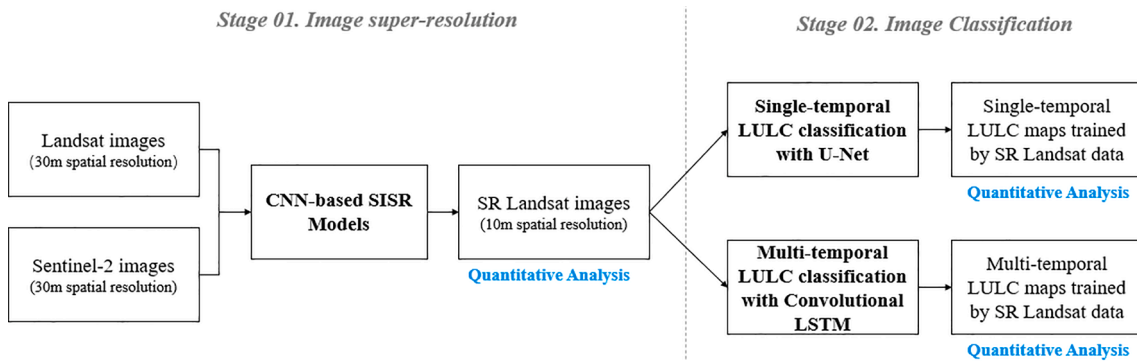 Stage 01. Image super-resolution
Stage 02. Image Classification
Landsat images
(30m spatial resolution)
Sentinel-2 images
(30m spatial resolution)
CNN-based SISR
Models
SR Landsat images
(10m spatial resolution)
Quantitative Analysis
Single-temporal
LULC classification
with U-Net
Single-temporal
LULC maps trained
by SR Landsat data
Quantitative Analysis
Multi-temporal
LULC classification
with Convolutional
LSTM
Multi-temporal
LULC maps trained
by SR Landsat data
Quantitative Analysis